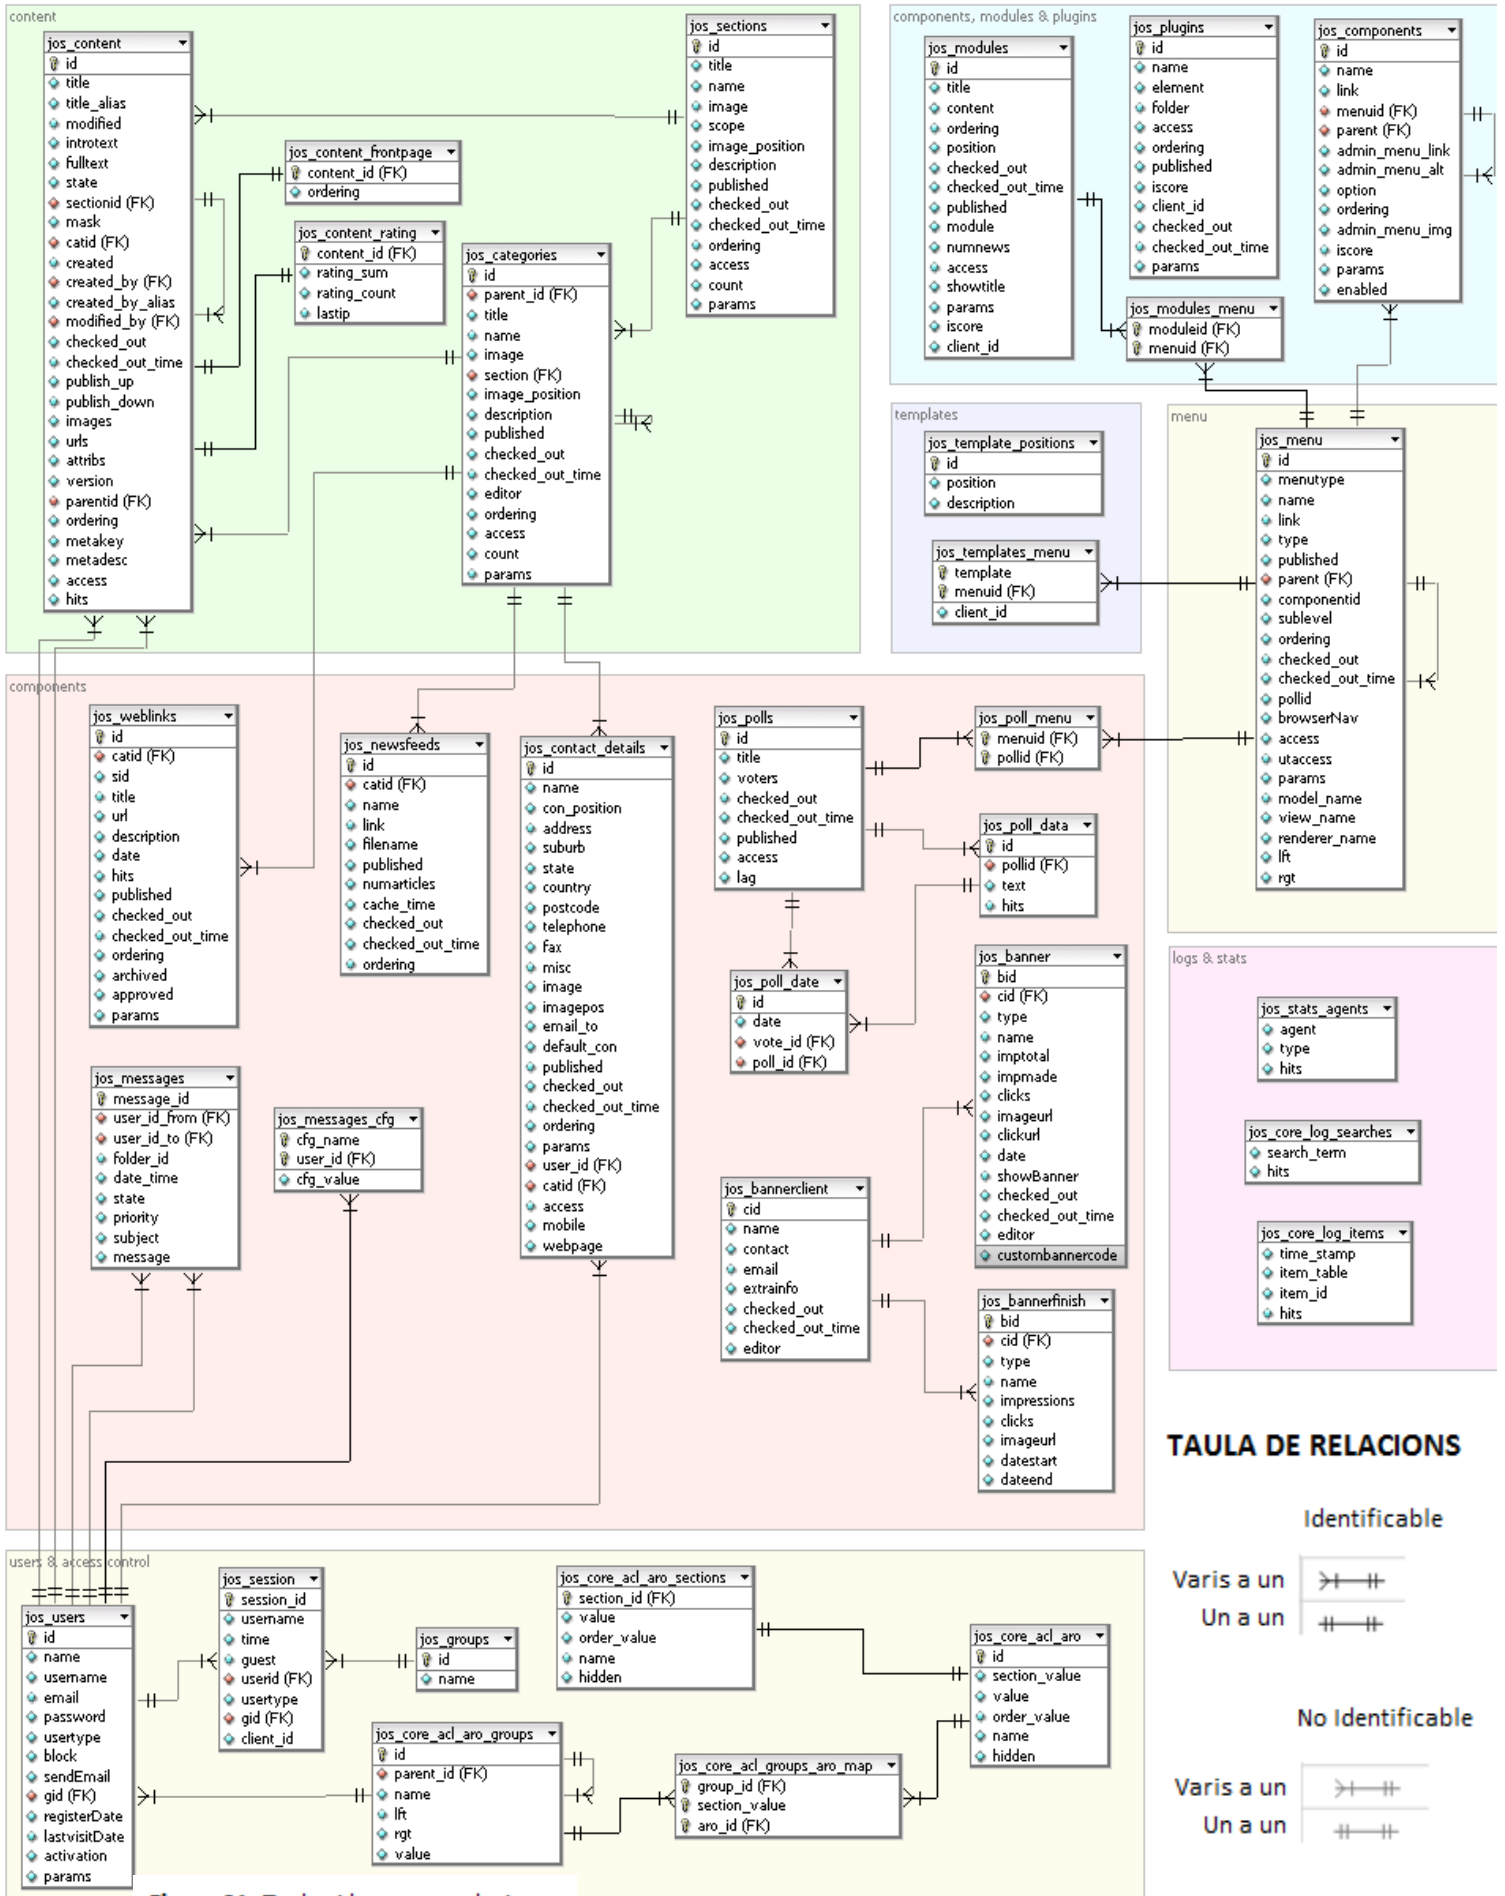 content
jos_content
id
title
title_alias
modified
introtext
fulltext
state
sectionid (FK)
mask
catid (FK)
created
created_by (FK)
created_by_alias
modified_by (FK)
checked_out
checked_out_time
publish_up
publish_down
images
urls
attribs
version
parentid (FK)
ordering
metakey
metadesc
access
hits
jos_content_frontpage
content_id (FK)
ordering
jos_content_rating
content_id (FK)
rating_sum
rating_count
lastip
jos_categories
id
parent_id (FK)
title
name
image
section (FK)
image_position
description
published
checked_out
checked_out_time
editor
ordering
access
count
params
jos_sections
id
title
name
image
scope
image_position
description
published
checked_out
checked_out_time
ordering
access
count
params
components, modules & plugins
jos_modules
id
title
content
ordering
position
checked_out
checked_out_time
published
module
numnews
access
showtitle
params
iscore
client_id
jos_plugins
id
name
element
folder
access
ordering
published
iscore
client_id
checked_out
checked_out_time
params
jos_components
id
name
link
menuid (FK)
parent (FK)
admin_menu_link
admin_menu_alt
option
ordering
admin_menu_img
iscore
params
enabled
jos_modules_menu
moduleid (FK)
menuid (FK)
templates
jos_template_positions
id
position
description
jos_templates_menu
template
menuid (FK)
client_id
menu
jos_menu
id
menutype
name
link
type
published
parent (FK)
componentid
sublevel
ordering
checked_out
checked_out_time
pollid
browserNav
access
utaccess
params
model_name
view_name
renderer_name
lft
rgt
components
jos_weblinks
id
catid (FK)
sid
title
url
description
date
hits
published
checked_out
checked_out_time
ordering
archived
approved
params
jos_newsfeeds
id
catid (FK)
name
link
filename
published
numarticles
cache_time
checked_out
checked_out_time
ordering
jos_contact_details
id
name
con_position
address
suburb
state
country
postcode
telephone
fax
misc
image
imagepos
email_to
default_con
published
checked_out
checked_out_time
ordering
params
user_id (FK)
catid (FK)
access
mobile
webpage
jos_polls
id
title
voters
checked_out
checked_out_time
published
access
lag
jos_poll_menu
menuid (FK)
pollid (FK)
jos_poll_data
id
pollid (FK)
text
hits
jos_poll_date
id
date
vote_id (FK)
poll_id (FK)
jos_banner
bid
cid (FK)
type
name
imptotal
impmade
clicks
imageurl
clickurl
date
showBanner
checked_out
checked_out_time
editor
custombannercode
jos_messages
message_id
user_id_from (FK)
user_id_to (FK)
folder_id
date_time
state
priority
subject
message
jos_messages_cfg
cfg_name
user_id (FK)
cfg_value
jos_bannerclient
cid
name
contact
email
extrainfo
checked_out
checked_out_time
editor
jos_bannerfinish
bid
cid (FK)
type
name
impressions
clicks
imageurl
datestart
dateend
logs & stats
jos_stats_agents
agent
type
hits
jos_core_log_searches
search_term
hits
jos_core_log_items
time_stamp
item_table
item_id
hits
TAULA DE RELACIONS
Identificable
Varis a un
Un a un
No Identificable
Varis a un
Un a un
users & access control
jos_users
id
name
username
email
password
usertype
block
sendEmail
gid (FK)
registerDate
lastvisitDate
activation
params
jos_session
session_id
username
time
guest
userid (FK)
usertype
gid (FK)
client_id
jos_groups
id
name
jos_core_acl_aro_sections
section_id (FK)
value
order_value
name
hidden
jos_core_acl_aro
id
section_value
value
order_value
name
hidden
jos_core_acl_aro_groups
id
parent_id (FK)
name
lft
rgt
value
jos_core_acl_groups_aro_map
group_id (FK)
section_value
aro_id (FK)